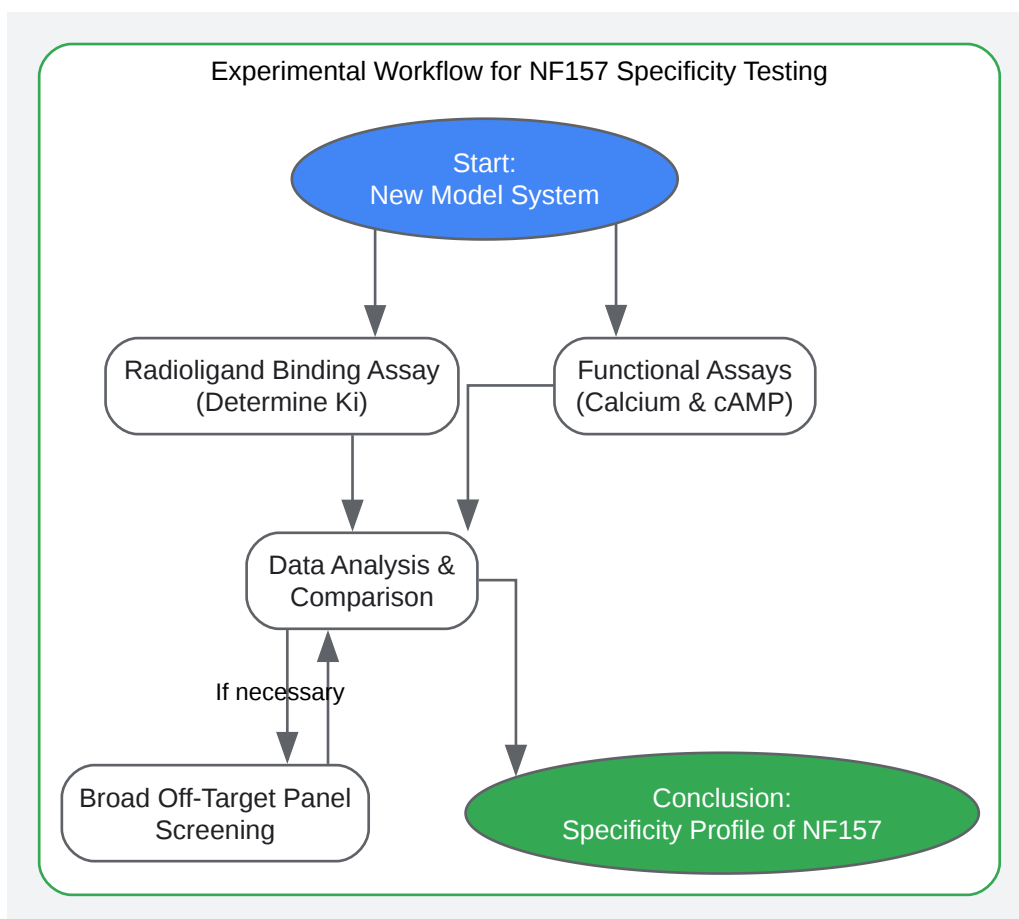 Experimental Workflow for NF157 Specificity Testing
Start:
New Model System
Radioligand Binding Assay
(Determine Ki)
Functional Assays
(Calcium & cAMP)
Data Analysis &
Comparison
If necessary
Broad Off-Target Panel
Screening
Conclusion:
Specificity Profile of NF157